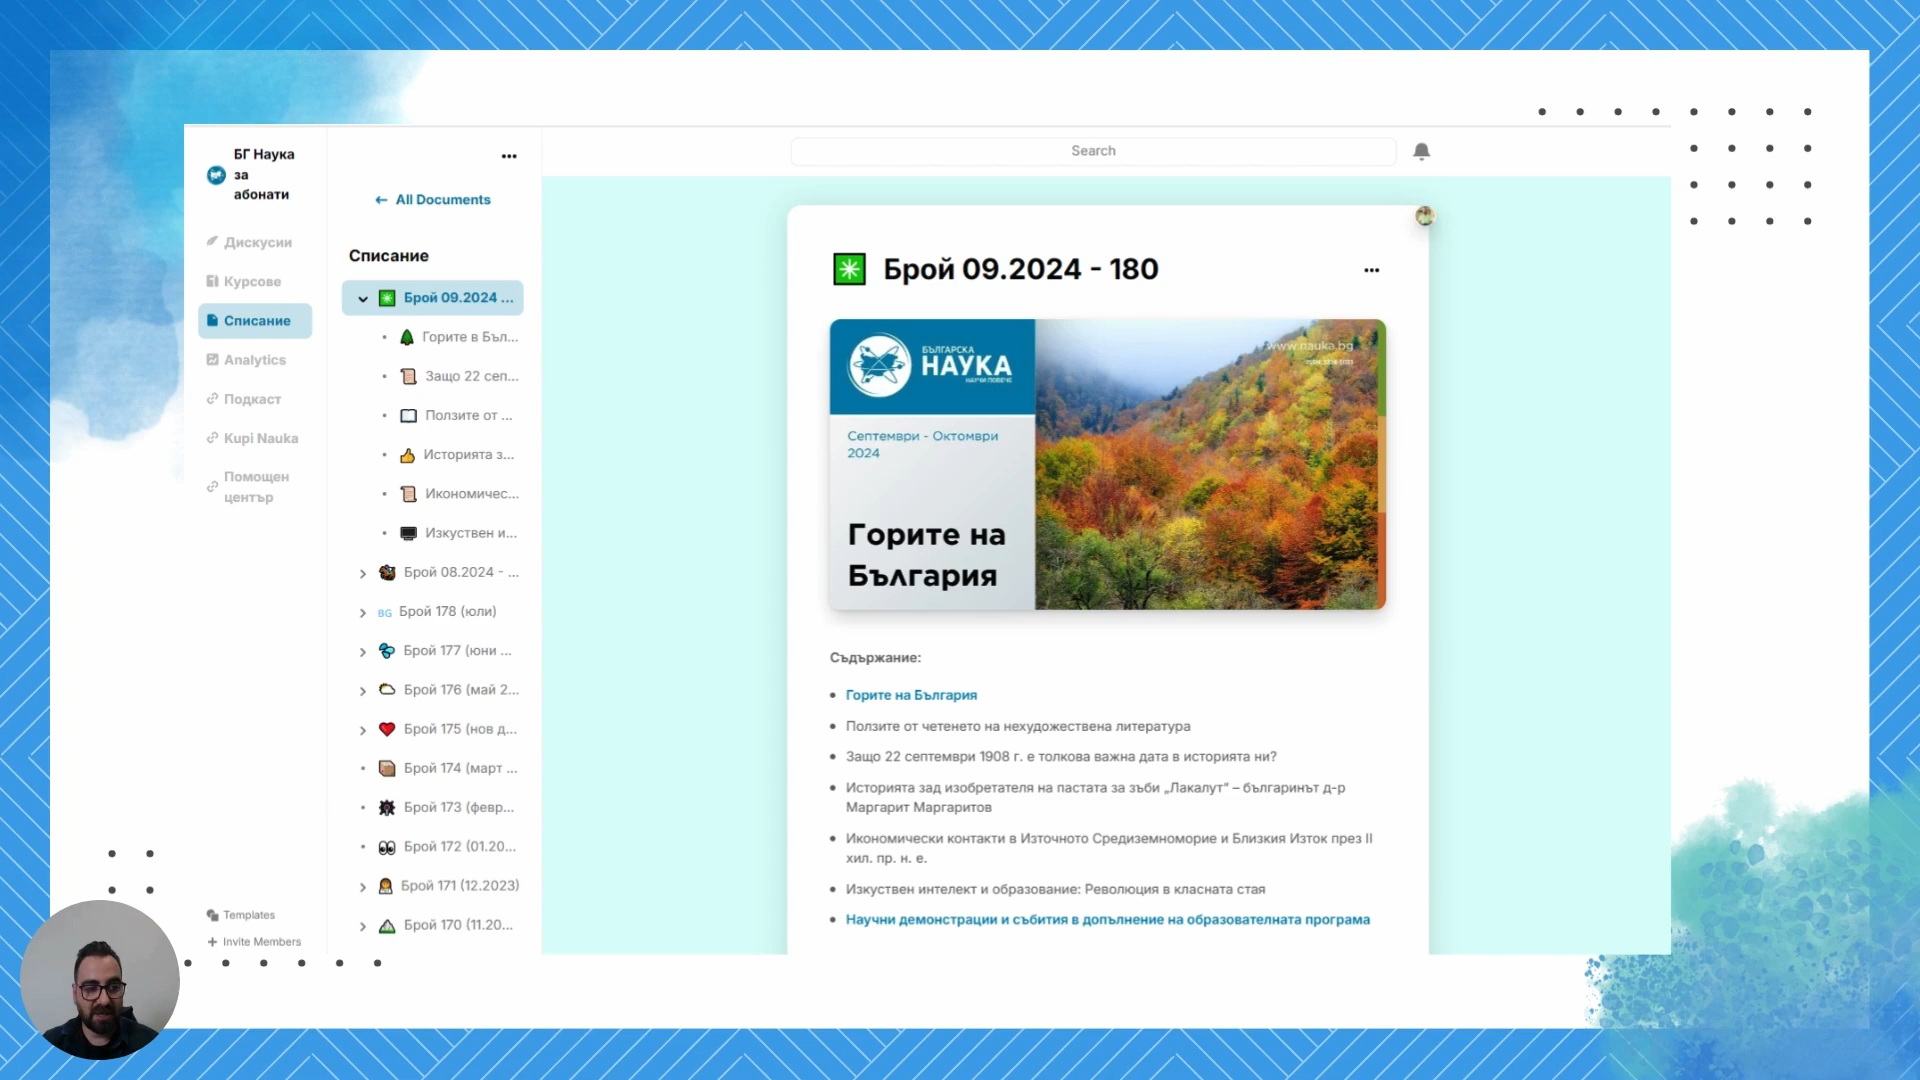 БГ Наука
за
абонати
Дискусии
Курсове
Списание
Analytics
Подкаст
Kupi Nauka
Помощен
център
Templates
Invite Members
All Documents
Списание
Брой 09.2024 ...
Горите в Бъл...
Защо 22 сеп...
Ползите от ...
Историята з...
Икономичес...
Изкуствен и...
Брой 08.2024 - ...
BG Брой 178 (юли)
Брой 177 (юни ...
Брой 176 (май 2...
Брой 175 (нов д...
Брой 174 (март ...
Брой 173 (февр...
Брой 172 (01.20...
Брой 171 (12.2023)
Брой 170 (11.20...
Search
Брой 09.2024 - 180
БЪЛГАРСКА
НАУКА
НАУЧИ ПОВЕЧЕ
www.nauka.bg
Септември - Октомври
2024
Горите на
България
Съдържание:
Горите на България
Ползите от четенето на нехудожествена литература
Защо 22 септември 1908 г. е толкова важна дата в историята ни?
Историята зад изобретателя на пастата за зъби „Лакалут“ – българинът д-р
Маргарит Маргаритов
Икономически контакти в Източното Средиземноморие и Близкия Изток през II
хил. пр. н. е.
Изкуствен интелект и образование: Революция в класната стая
Научни демонстрации и събития в допълнение на образователната програма